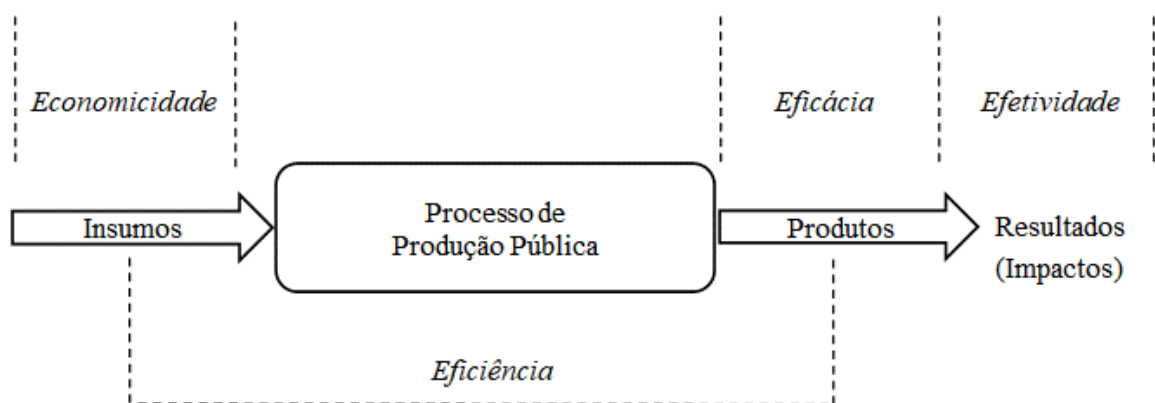 Economicidade
Eficácia
Efetividade
Insumos
Processo de
Produção Pública
Produtos
Resultados
(Impactos)
Eficiência